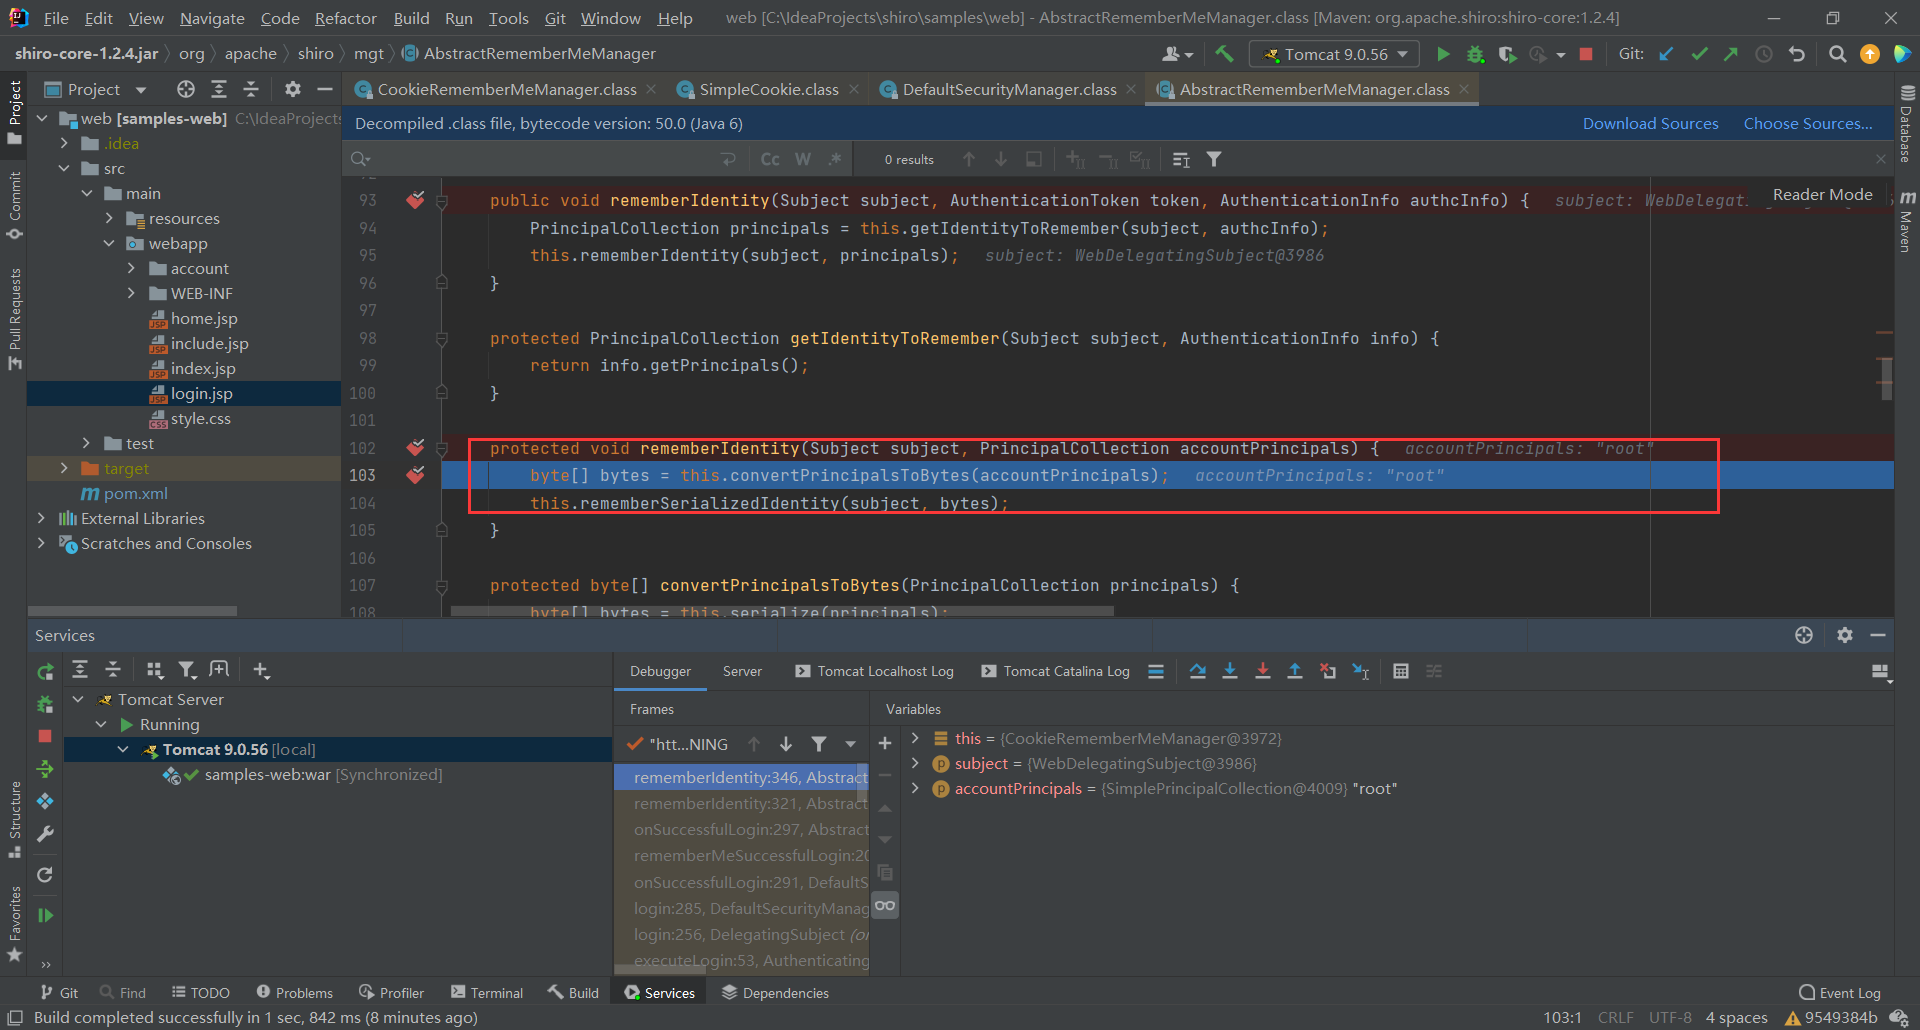 File Edit View Navigate Code Refactor Build Run Tools Git Window Help web [C:\IdeaProjects\shiro\samples\web] - AbstractRememberMeManager.class [Maven: org.apache.shiro:shiro-core:1.2.4]
shiro-core-1.2.4.jar org apache shiro mgt AbstractRememberMeManager Tomcat 9.0.56 Git:
Project CookieRememberMeManager.class SimpleCookie.class DefaultSecurityManager.class AbstractRememberMeManager.class
Project
Commit
Pull Requests
Structure
Favorites
Database
Maven
web [samples-web] C:\IdeaProjects
.idea
src
main
resources
webapp
account
WEB-INF
home.jsp
include.jsp
index.jsp
login.jsp
style.css
test
target
pom.xml
External Libraries
Scratches and Consoles
Decompiled .class file, bytecode version: 50.0 (Java 6) Download Sources Choose Sources...
Cc W .* 0 results
Reader Mode
93 public void rememberIdentity(Subject subject, AuthenticationToken token, AuthenticationInfo authcInfo) { subject: WebDelegati
94 PrincipalCollection principals = this.getIdentityToRemember(subject, authcInfo);
95 this.rememberIdentity(subject, principals); subject: WebDelegatingSubject@3986
96 }
97
98 protected PrincipalCollection getIdentityToRemember(Subject subject, AuthenticationInfo info) {
99 return info.getPrincipals();
100 }
101
102 protected void rememberIdentity(Subject subject, PrincipalCollection accountPrincipals) { accountPrincipals: "root"
103 byte[] bytes = this.convertPrincipalsToBytes(accountPrincipals); accountPrincipals: "root"
104 this.rememberSerializedIdentity(subject, bytes);
105 }
106
107 protected byte[] convertPrincipalsToBytes(PrincipalCollection principals) {
108 byte[] bytes = this.serialize(principals);
Services
Tomcat Server
Running
Tomcat 9.0.56 [local]
samples-web:war [Synchronized]
Debugger Server Tomcat Localhost Log Tomcat Catalina Log
Frames Variables
"htt...NING
rememberIdentity:346, Abstract
rememberIdentity:321, Abstract
onSuccessfulLogin:297, Abstract
rememberMeSuccessfulLogin:20
onSuccessfulLogin:291, DefaultS
login:285, DefaultSecurityManag
login:256, DelegatingSubject (or
executeLogin:53, Authenticating
this = {CookieRememberMeManager@3972}
subject = {WebDelegatingSubject@3986}
accountPrincipals = {SimplePrincipalCollection@4009} "root"
Git Find TODO Problems Profiler Terminal Build Services Dependencies Event Log
Build completed successfully in 1 sec, 842 ms (8 minutes ago) 103:1 CRLF UTF-8 4 spaces 9549384b